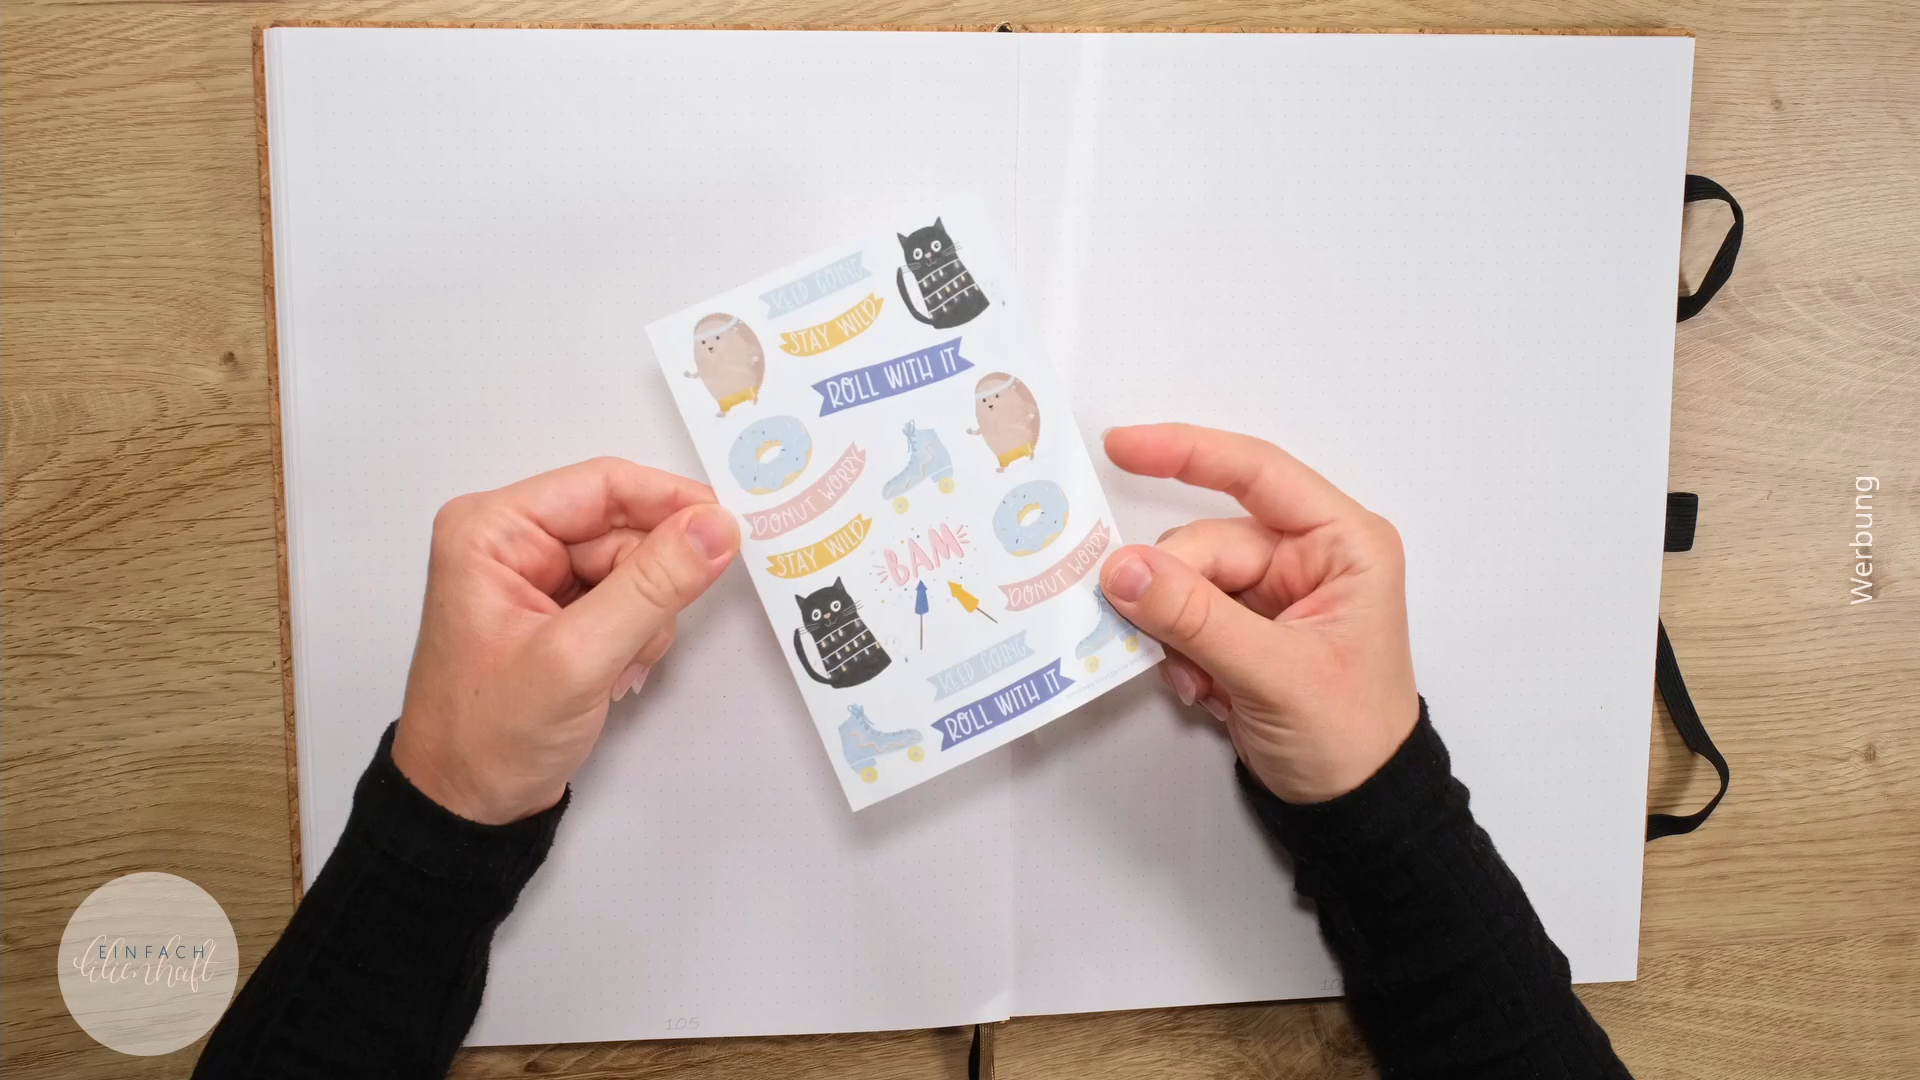 KEEP GOING
STAY WILD
ROLL WITH IT
DONUT WORRY
STAY WILD
BAM
DONUT WORRY
KEEP GOING
ROLL WITH IT
105
Werbung
EINFACH
lilienhaft